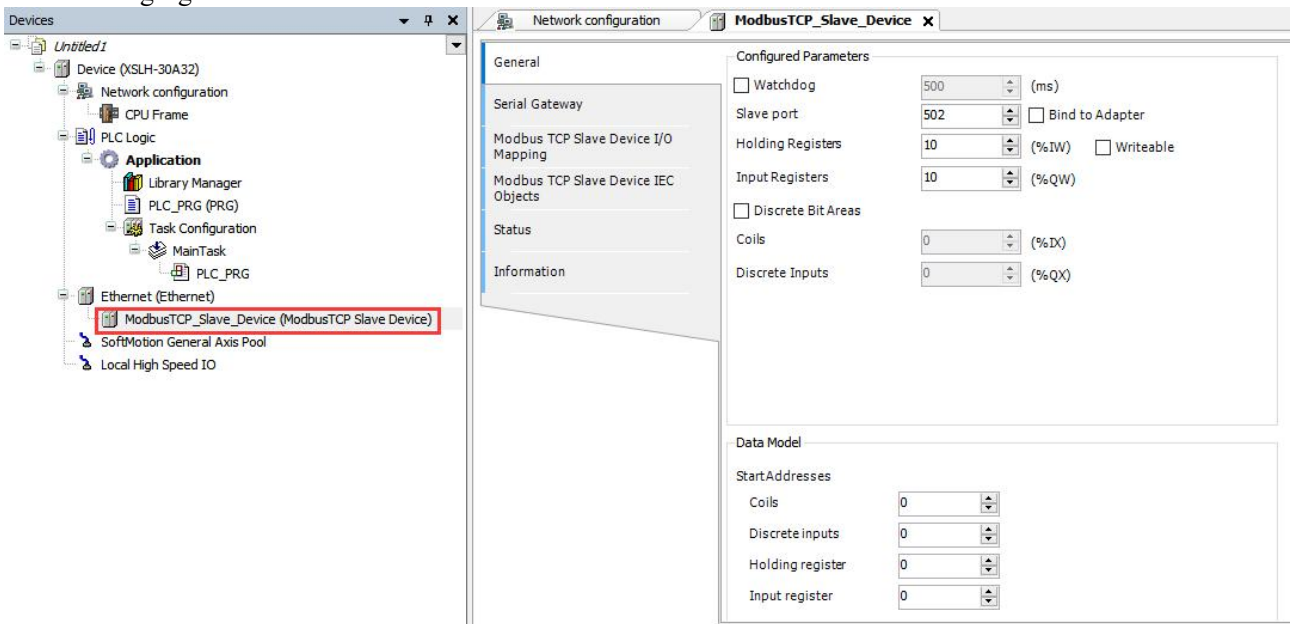 Devices
Untitled1
Device (XSLH-30A32)
Network configuration
CPU Frame
PLC Logic
Application
Library Manager
PLC_PRG (PRG)
Task Configuration
MainTask
PLC_PRG
Ethernet (Ethernet)
ModbusTCP_Slave_Device (ModbusTCP Slave Device)
SoftMotion General Axis Pool
Local High Speed IO
Network configuration
ModbusTCP_Slave_Device
General
Serial Gateway
Modbus TCP Slave Device I/O
Mapping
Modbus TCP Slave Device IEC
Objects
Status
Information
Configured Parameters
Watchdog 500 (ms)
Slave port 502 Bind to Adapter
Holding Registers 10 (%IW) Writeable
Input Registers 10 (%QW)
Discrete Bit Areas
Coils 0 (%IX)
Discrete Inputs 0 (%QX)
Data Model
StartAddresses
Coils 0
Discrete inputs 0
Holding register 0
Input register 0